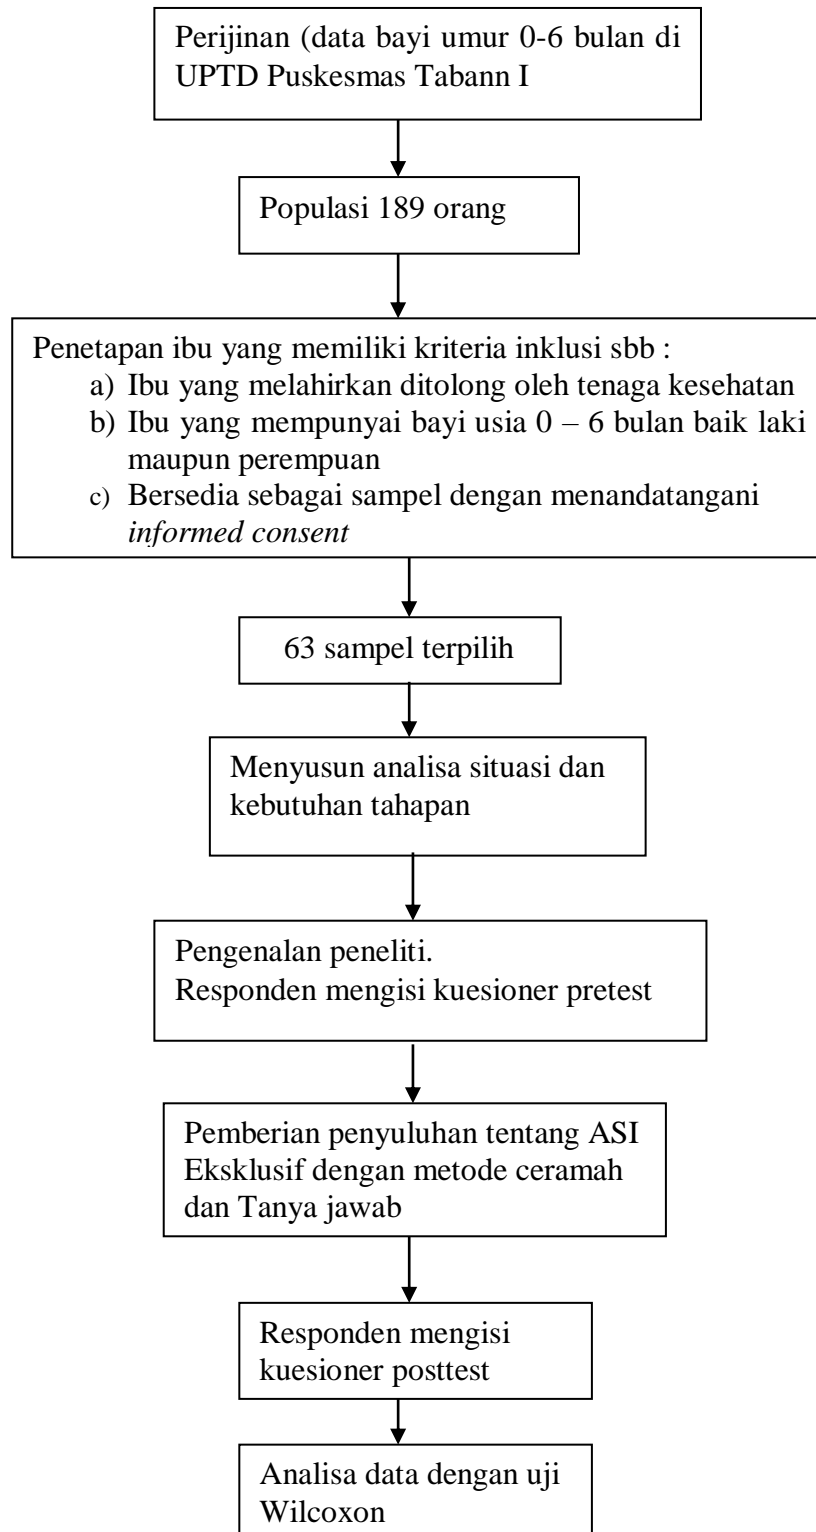 Perijinan (data bayi umur 0-6 bulan di
UPTD Puskesmas Tabann I
Populasi 189 orang
Penetapan ibu yang memiliki kriteria inklusi sbb :
a) Ibu yang melahirkan ditolong oleh tenaga kesehatan
b) Ibu yang mempunyai bayi usia 0 – 6 bulan baik laki
maupun perempuan
c) Bersedia sebagai sampel dengan menandatangani
informed consent
63 sampel terpilih
Menyusun analisa situasi dan
kebutuhan tahapan
Pengenalan peneliti.
Responden mengisi kuesioner pretest
Pemberian penyuluhan tentang ASI
Eksklusif dengan metode ceramah
dan Tanya jawab
Responden mengisi
kuesioner posttest
Analisa data dengan uji
Wilcoxon